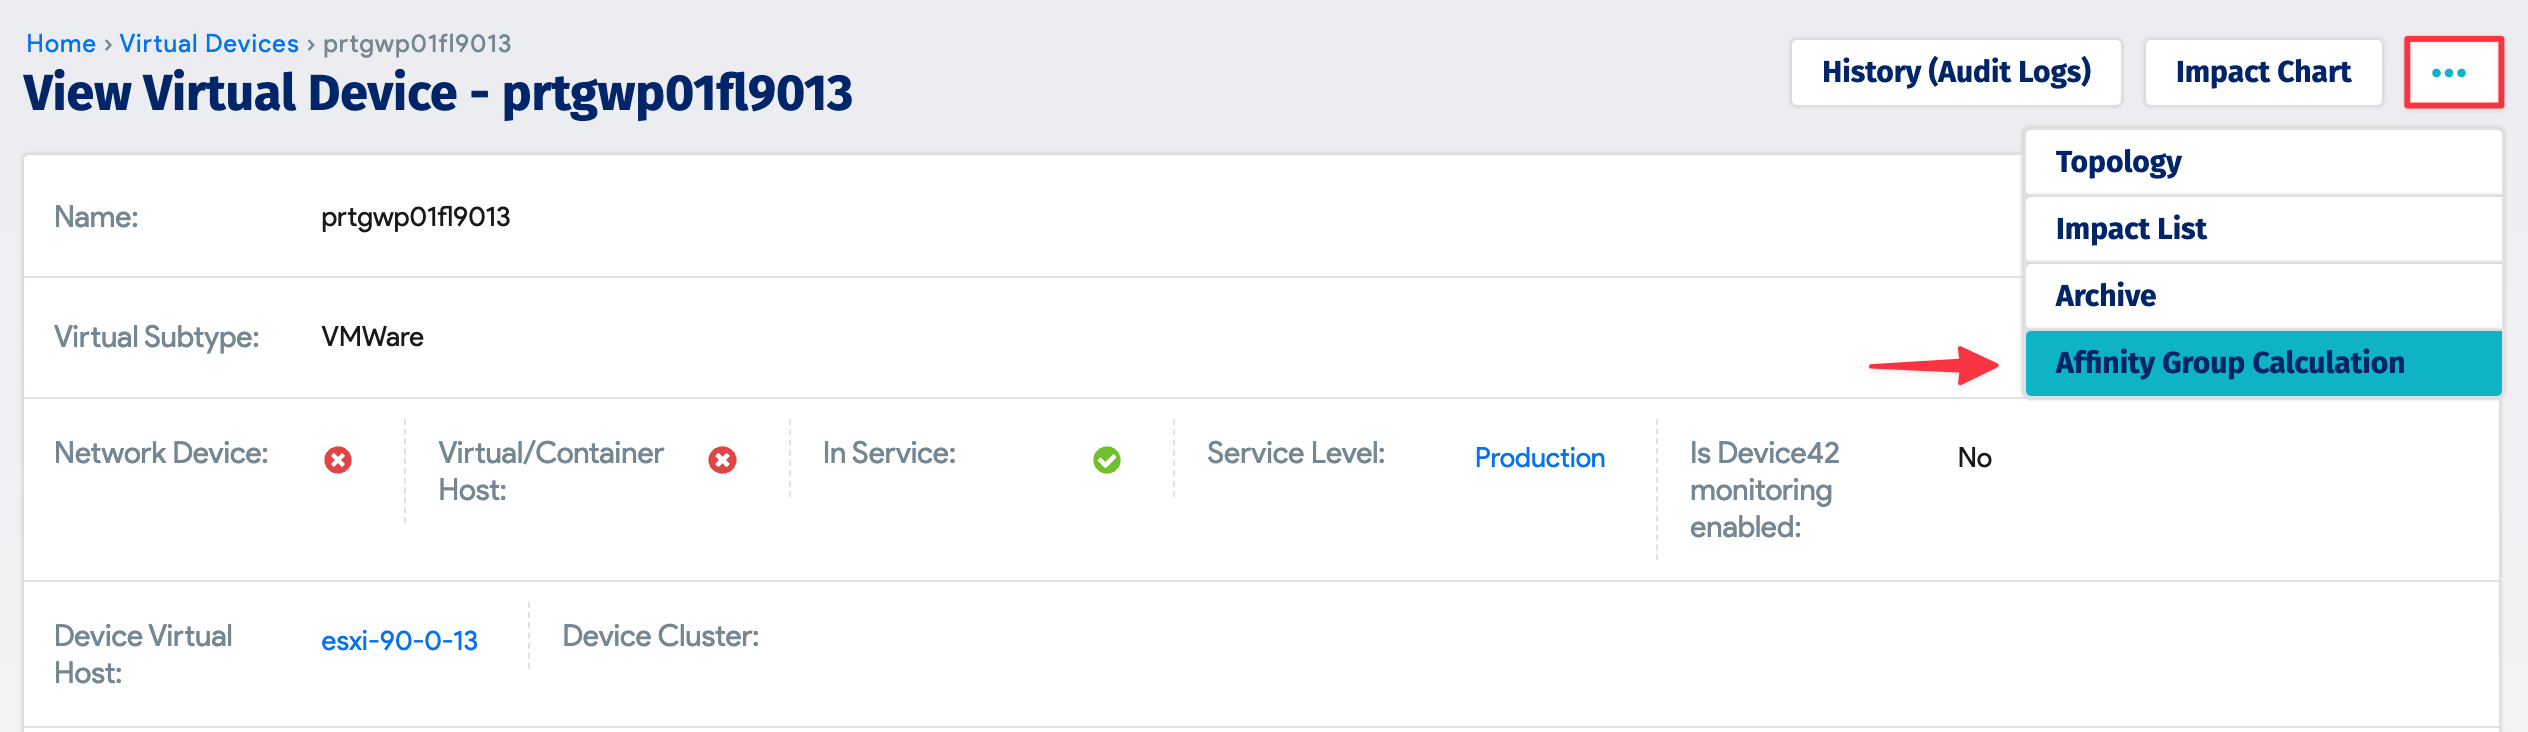 Home › Virtual Devices › prtgwp01fl9013
View Virtual Device - prtgwp01fl9013
History (Audit Logs)
Impact Chart
•••
Topology
Impact List
Archive
Affinity Group Calculation
Name: prtgwp01fl9013
Virtual Subtype: VMWare
Network Device:
Virtual/Container
Host:
In Service:
Service Level: Production
Is Device42
monitoring
enabled:
No
Device Virtual
Host:
esxi-90-0-13
Device Cluster: